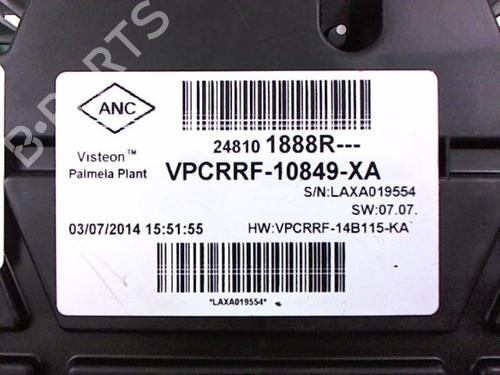 ANC
24810 1888R---
Visteon™
Palmela Plant
VPCRRF-10849-XA
S/N:LAXA019554
SW:07.07.
03/07/2014 15:51:55
HW:VPCRRF-14B115-KA
*LAXA019554*
B-PARTS